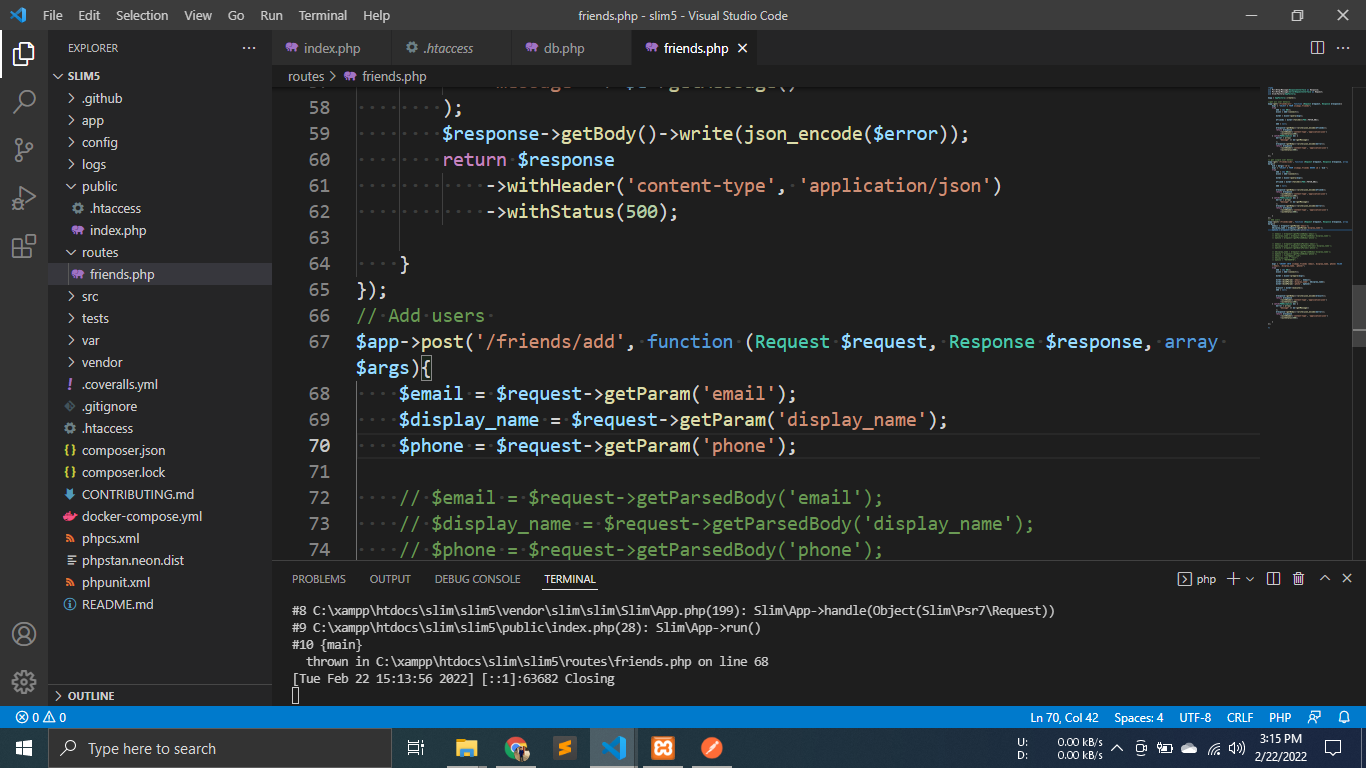 File Edit Selection View Go Run Terminal Help
friends.php - slim5 - Visual Studio Code
EXPLORER
SLIM5
.github
app
config
logs
public
.htaccess
index.php
routes
friends.php
src
tests
var
vendor
.coveralls.yml
.gitignore
.htaccess
composer.json
composer.lock
CONTRIBUTING.md
docker-compose.yml
phpcs.xml
phpstan.neon.dist
phpunit.xml
README.md
OUTLINE
index.php .htaccess db.php friends.php
routes > friends.php
58 );
59 $response->getBody()->write(json_encode($error));
60 return $response
61 ->withHeader('content-type', 'application/json')
62 ->withStatus(500);
63
64 }
65 });
66 // Add users
67 $app->post('/friends/add', function (Request $request, Response $response, array
$args){
68 $email = $request->getParam('email');
69 $display_name = $request->getParam('display_name');
70 $phone = $request->getParam('phone');
71
72 // $email = $request->getParsedBody('email');
73 // $display_name = $request->getParsedBody('display_name');
74 // $phone = $request->getParsedBody('phone');
PROBLEMS OUTPUT DEBUG CONSOLE TERMINAL
php
#8 C:\xampp\htdocs\slim\slim5\vendor\slim\slim\Slim\App.php(199): Slim\App->handle(Object(Slim\Psr7\Request))
#9 C:\xampp\htdocs\slim\slim5\public\index.php(28): Slim\App->run()
#10 {main}
thrown in C:\xampp\htdocs\slim\slim5\routes\friends.php on line 68
[Tue Feb 22 15:13:56 2022] [::1]:63682 Closing
0 0
Ln 70, Col 42 Spaces: 4 UTF-8 CRLF PHP
Type here to search
U: 0.00 kB/s
D: 0.00 kB/s
3:15 PM
2/22/2022